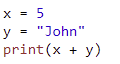 x = 5
y = "John"
print(x + y)